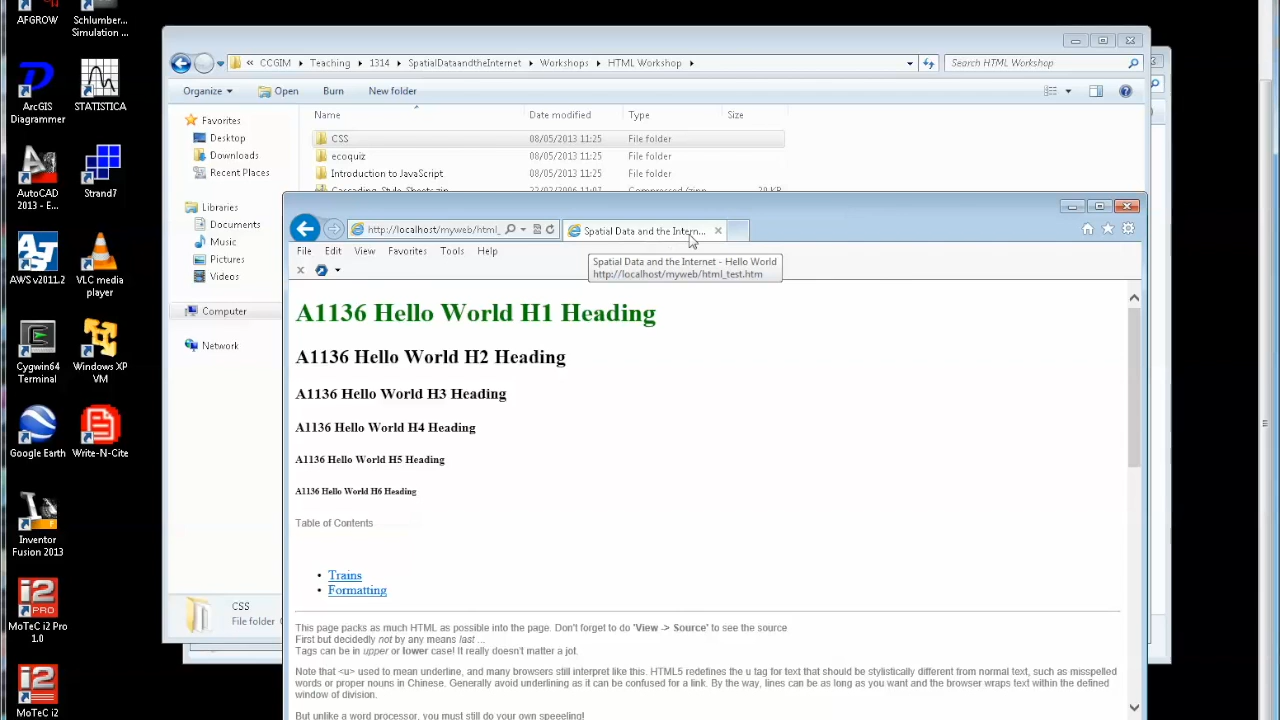 AFGROW
Schlumber...
Simulation ...
ArcGIS
Diagrammer
STATISTICA
AutoCAD
2013 - E...
Strand7
AWS v2011.2
VLC media
player
Cygwin64
Terminal
Windows XP
VM
Google Earth
Write-N-Cite
Inventor
Fusion 2013
i2
PRO
MoTeC i2 Pro
1.0
i2
MoTeC i2
« CCGIM ▸ Teaching ▸ 1314 ▸ SpatialDataontheInternet ▸ Workshops ▸ HTML Workshop ▸
Search HTML Workshop
Organize
Open
Burn
New folder
Name
Date modified
Type
Size
Favorites
Desktop
Downloads
Recent Places
Libraries
Documents
Music
Pictures
Videos
Computer
Network
CSS 08/05/2013 11:25 File folder
ecoquiz 08/05/2013 11:25 File folder
Introduction to JavaScript 08/05/2013 11:25 File folder
CSS
File folder
http://localhost/myweb/html_
Spatial Data and the Intern...
File Edit View Favorites Tools Help
Spatial Data and the Internet - Hello World
http://localhost/myweb/html_test.htm
A1136 Hello World H1 Heading
A1136 Hello World H2 Heading
A1136 Hello World H3 Heading
A1136 Hello World H4 Heading
A1136 Hello World H5 Heading
A1136 Hello World H6 Heading
Table of Contents
• Trains
• Formatting
This page packs as much HTML as possible into the page. Don't forget to do 'View -> Source' to see the source
First but decidedly not by any means last ...
Tags can be in upper or lower case! It really doesn't matter a jot.
Note that <u> used to mean underline, and many browsers still interpret like this. HTML5 redefines the u tag for text that should be stylistically different from normal text, such as misspelled
words or proper nouns in Chinese. Generally avoid underlining as it can be confused for a link. By the way, lines can be as long as you want and the browser wraps text within the defined
window of division.
But unlike a word processor, you must still do your own speeeling!